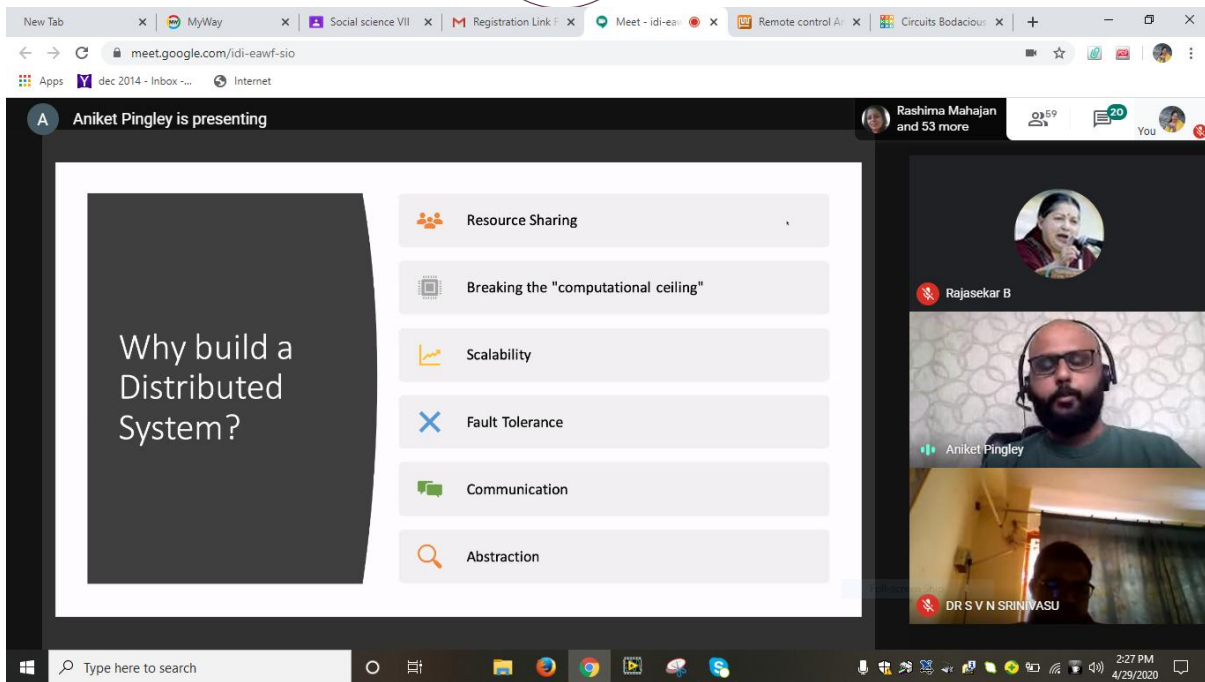 New Tab
MyWay
Social science VII
Registration Link F
Meet - idi-eaw
Remote control Ar
Circuits Bodacious
meet.google.com/idi-eawf-sio
Apps
dec 2014 - Inbox -...
Internet
A
Aniket Pingley is presenting
Rashima Mahajan
and 53 more
59
20
You
Why build a
Distributed
System?
Resource Sharing
Breaking the "computational ceiling"
Scalability
Fault Tolerance
Communication
Abstraction
Rajasekar B
Aniket Pingley
DR S V N SRINIVASU
Type here to search
2:27 PM
4/29/2020